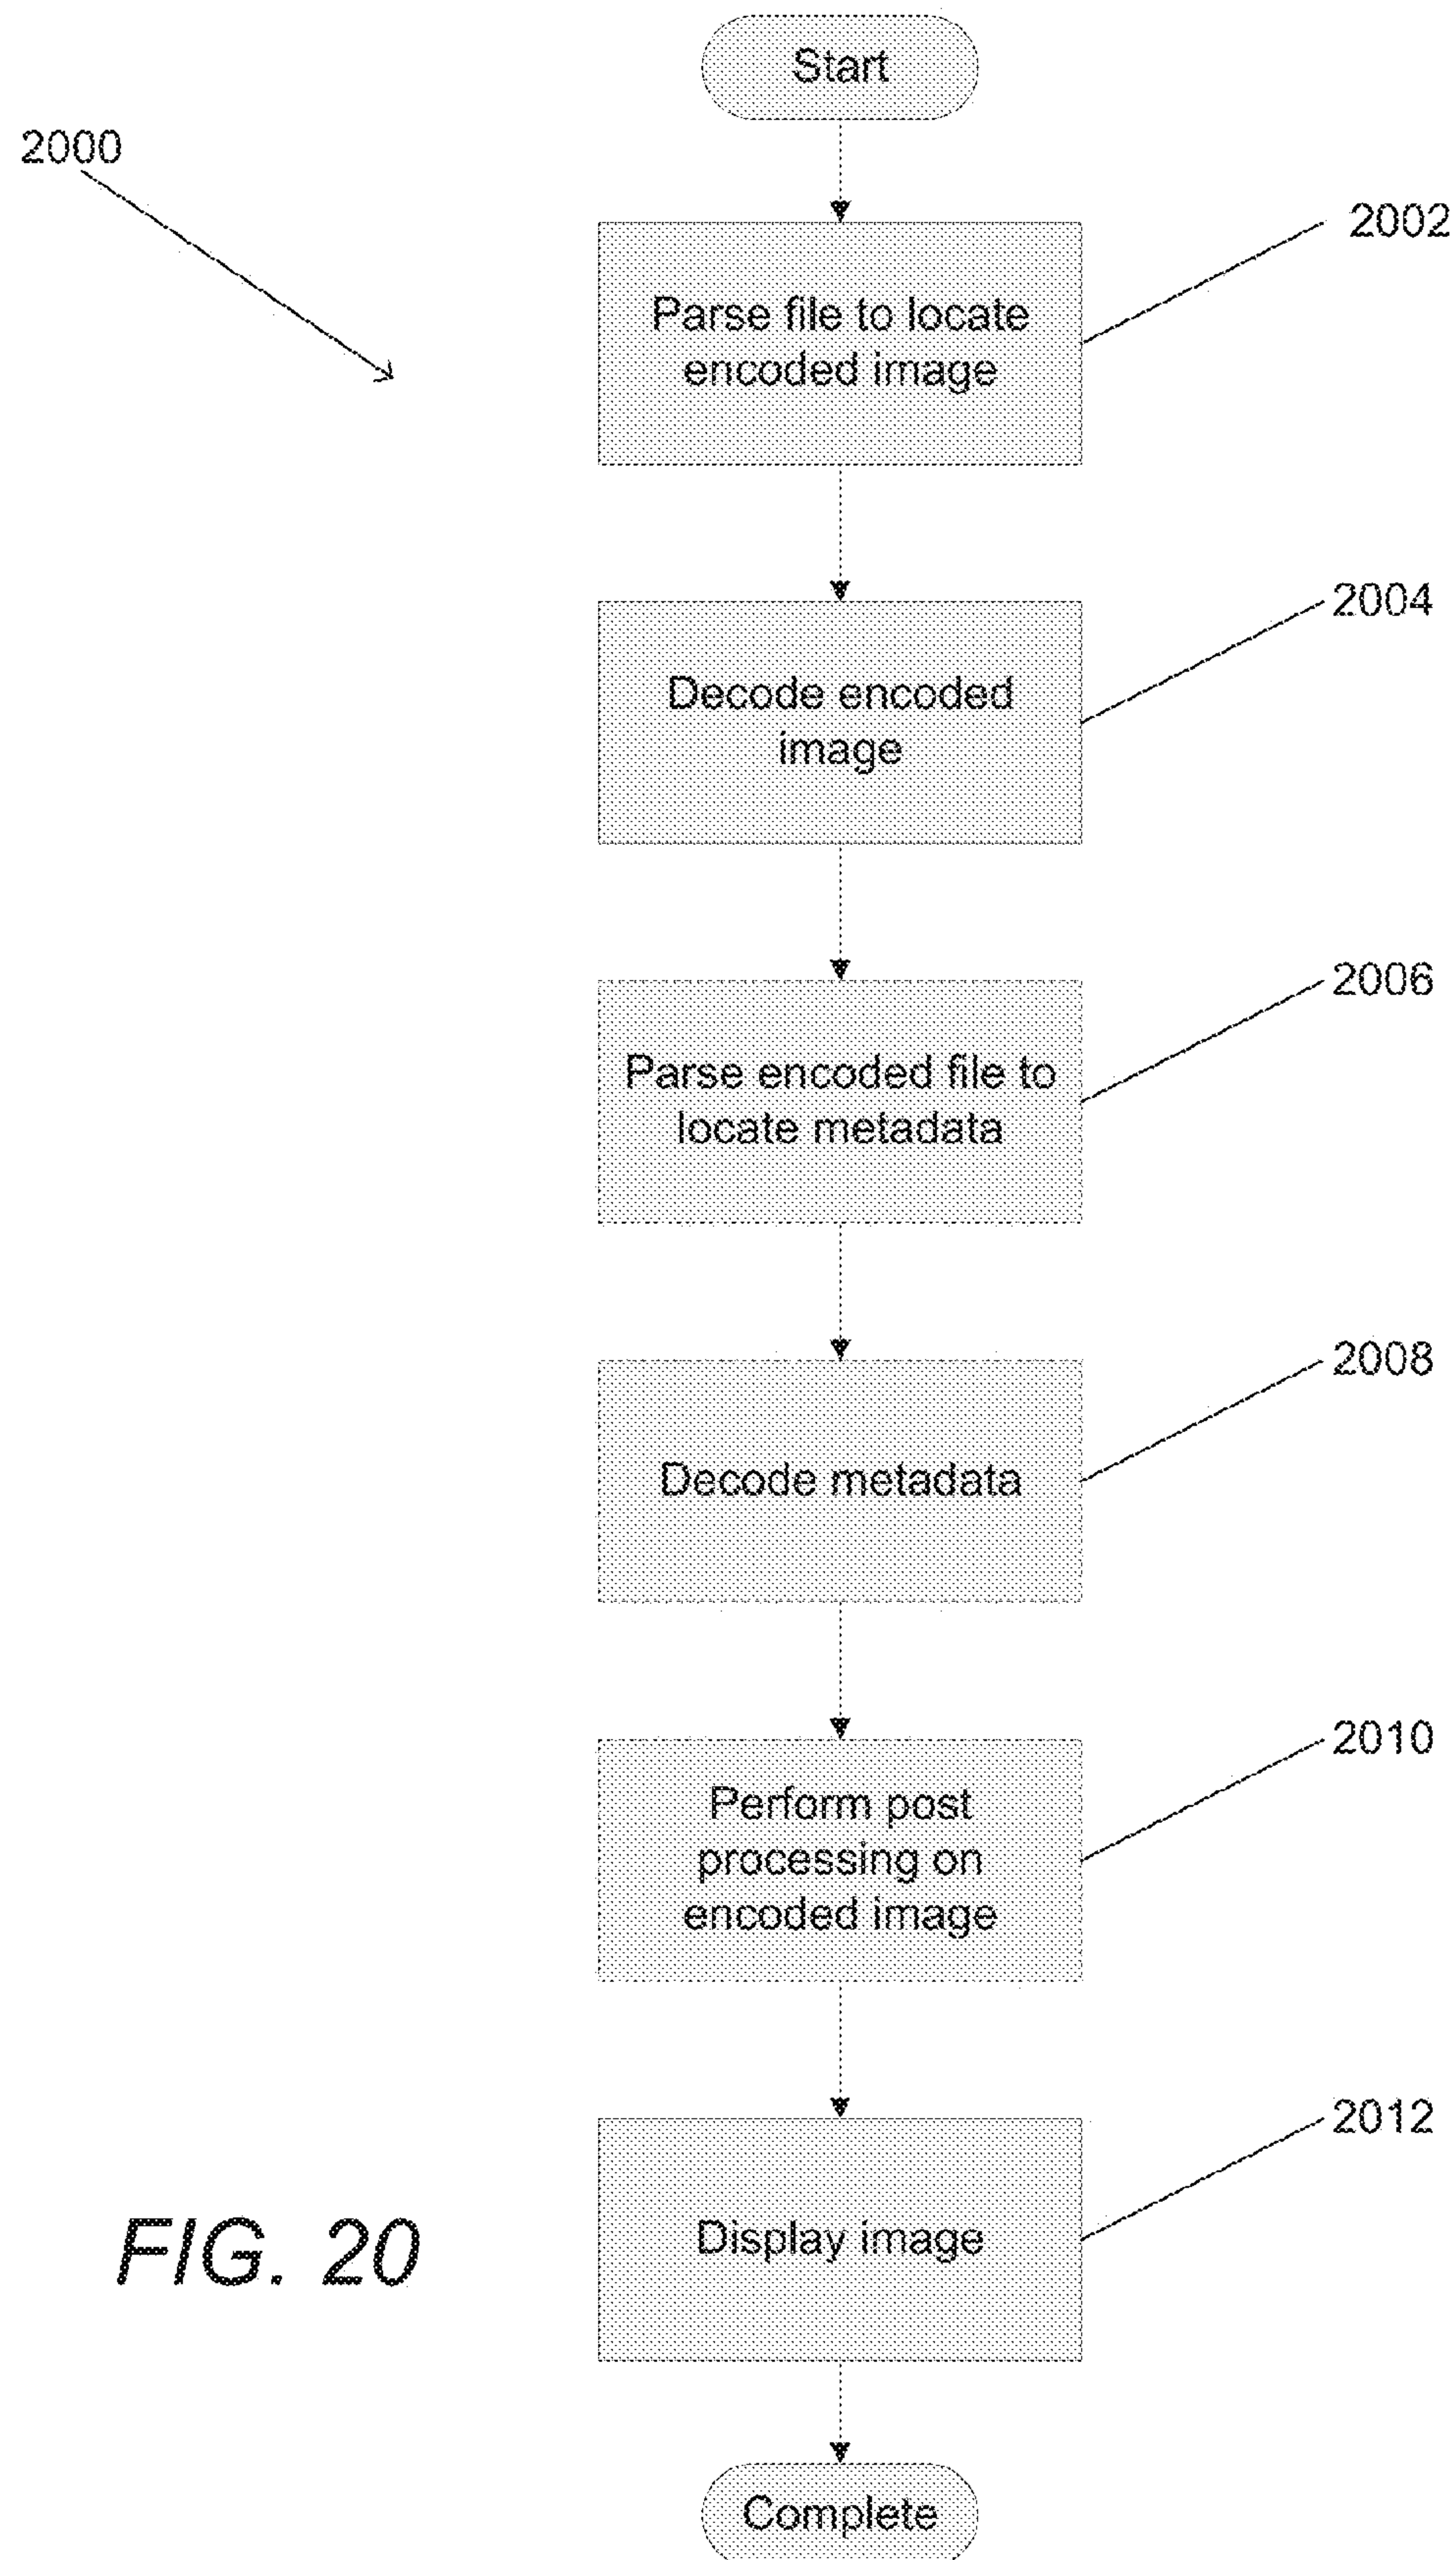 Start
2000
2002
Parse file to locate
encoded image
2004
Decode encoded
image
2006
Parse encoded file to
locate metadata
2008
Decode metadata
2010
Perform post
processing on
encoded image
2012
Display image
FIG. 20
Complete